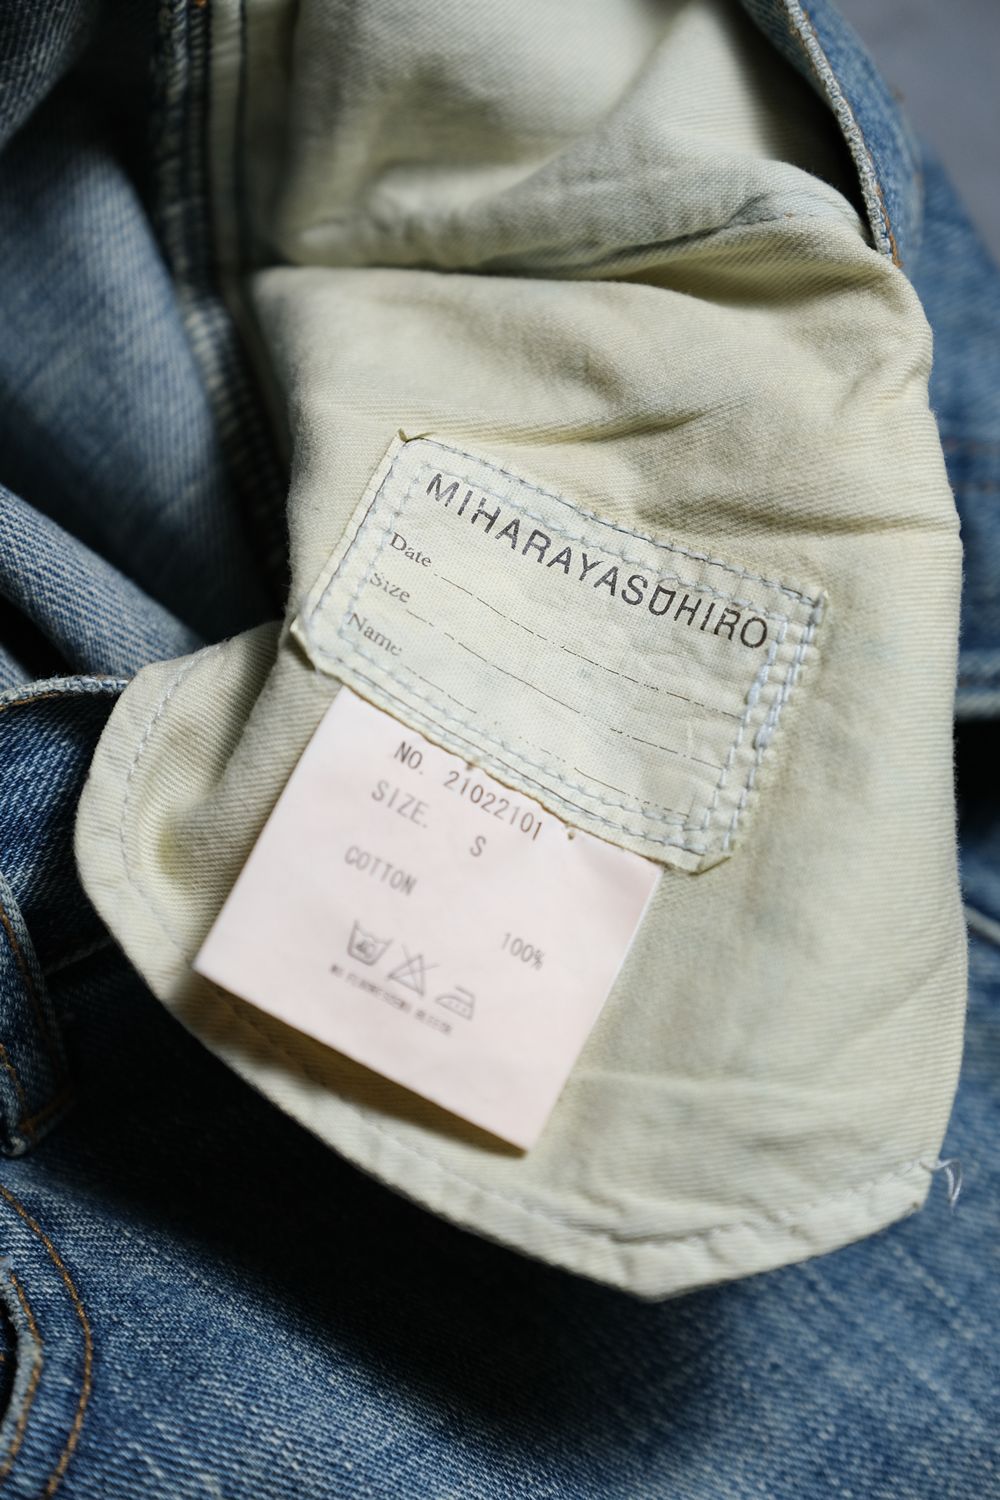 MIHARAYASUHIRO
Date
Size
Name
NO. 21022101
SIZE. S
COTTON
100%